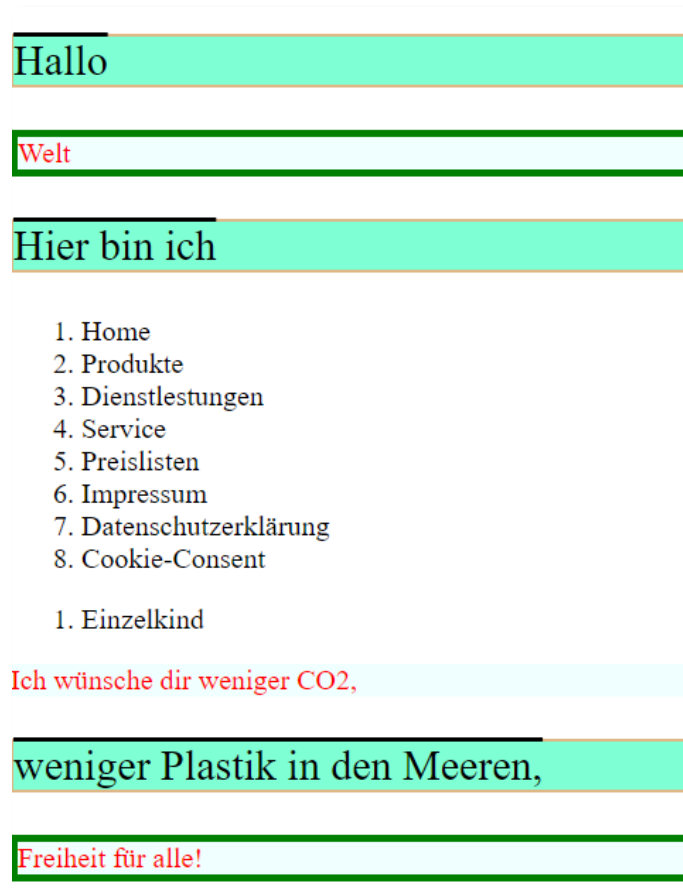 Hallo
Welt
Hier bin ich
1. Home
2. Produkte
3. Dienstlestungen
4. Service
5. Preislisten
6. Impressum
7. Datenschutzerklärung
8. Cookie-Consent
1. Einzelkind
Ich wünsche dir weniger CO2,
weniger Plastik in den Meeren,
Freiheit für alle!